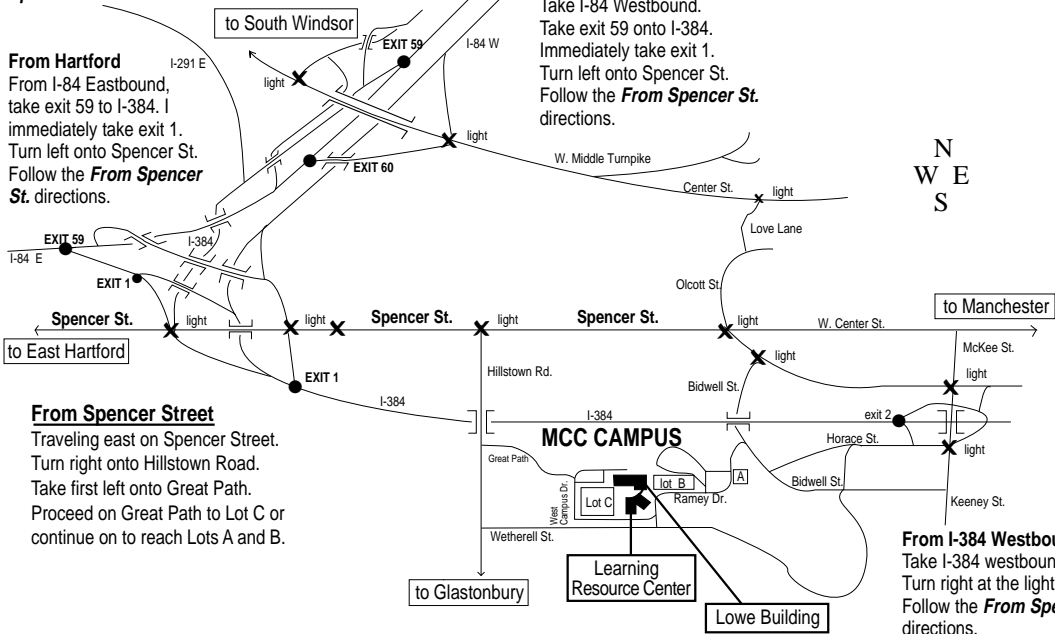 Take I-84 Westbound.
Take exit 59 onto I-384.
Immediately take exit 1.
Turn left onto Spencer St.
Follow the From Spencer St.
directions.
to South Windsor
From Hartford
From I-84 Eastbound,
take exit 59 to I-384. I
immediately take exit 1.
Turn left onto Spencer St.
Follow the From Spencer
St. directions.
I-291 E
EXIT 59
I-84 W
light
light
EXIT 60
W. Middle Turnpike
Center St.
light
Love Lane
N
W E
S
EXIT 59
I-84 E
I-384
EXIT 1
Olcott St.
to Manchester
Spencer St.
light
light
Spencer St.
light
Spencer St.
light
W. Center St.
to East Hartford
McKee St.
light
Hillstown Rd.
light
EXIT 1
Bidwell St.
I-384
I-384
exit 2
From Spencer Street
Traveling east on Spencer Street.
Turn right onto Hillstown Road.
Take first left onto Great Path.
Proceed on Great Path to Lot C or
continue on to reach Lots A and B.
MCC CAMPUS
Horace St.
light
Great Path
A
lot B
Bidwell St.
West
Campus Dr.
Lot C
Ramey Dr.
Keeney St.
Wetherell St.
From I-384 Westbou
Take I-384 westboun
Turn right at the light
Follow the From Spe
directions.
Learning
Resource Center
to Glastonbury
Lowe Building